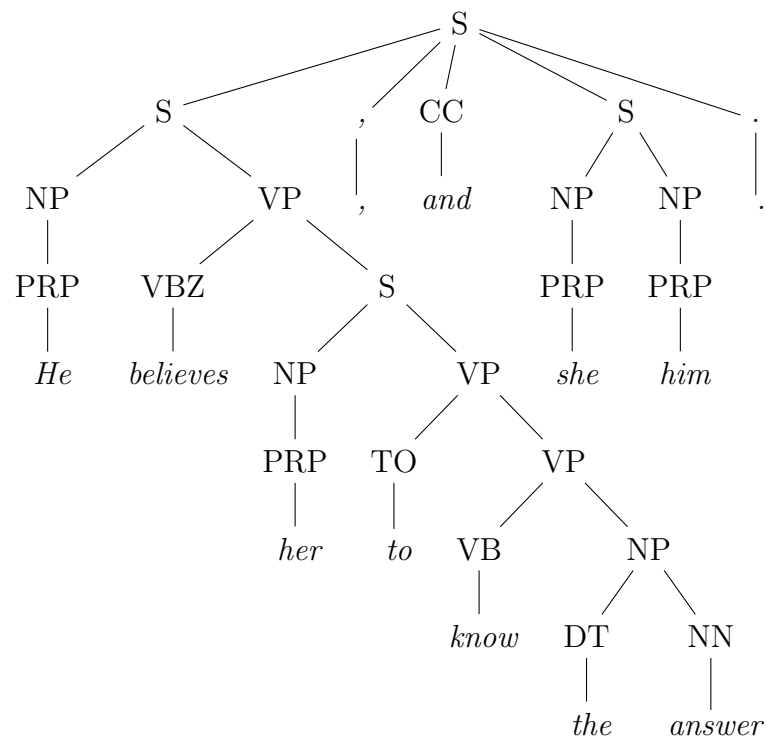 S
S , CC S .
NP VP , and NP NP .
PRP VBZ S PRP PRP
He believes NP VP she him
PRP TO VP
her to VB NP
know DT NN
the answer